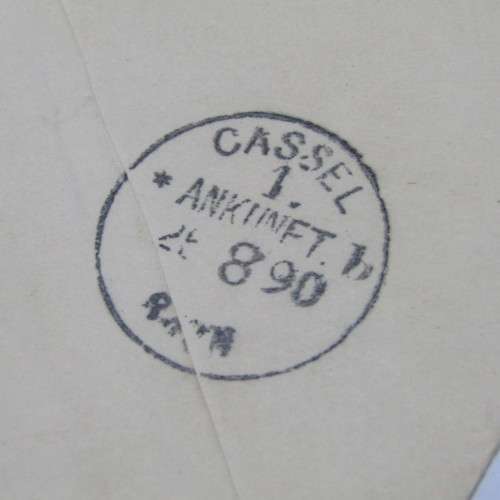 CASSEL
1.
* ANKUNFT. b
8 90